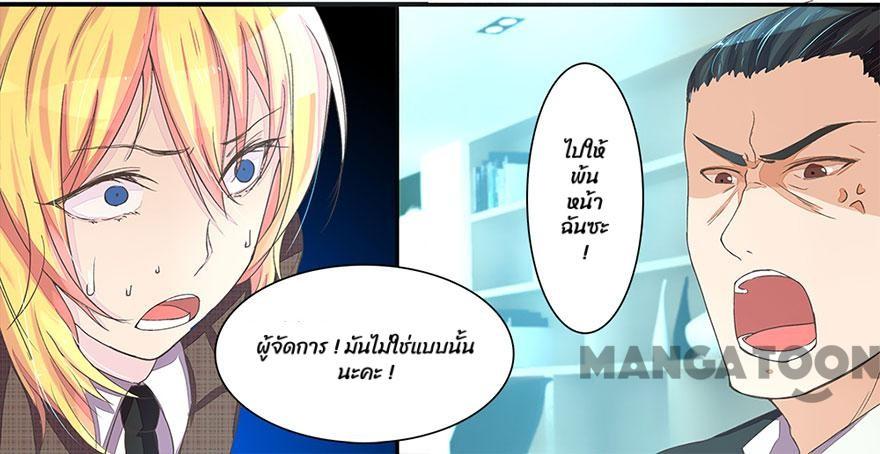 ไปให้
พ้น
หน้า
ฉันซะ
!
ผู้จัดการ ! มันไม่ใช่แบบนั้น
นะคะ !
MANGATOON